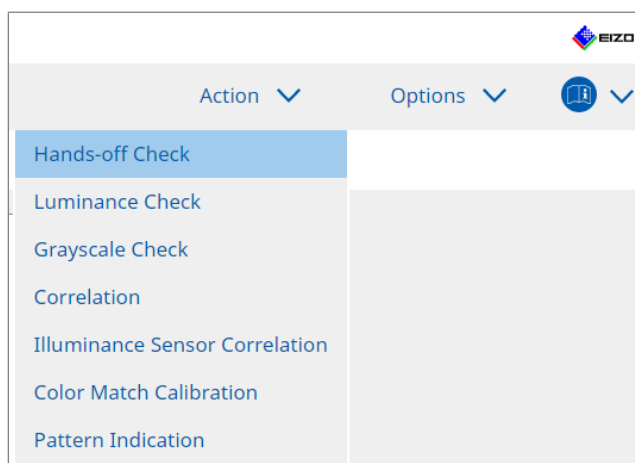 EIZO
Action
Options
Hands-off Check
Luminance Check
Grayscale Check
Correlation
Illuminance Sensor Correlation
Color Match Calibration
Pattern Indication